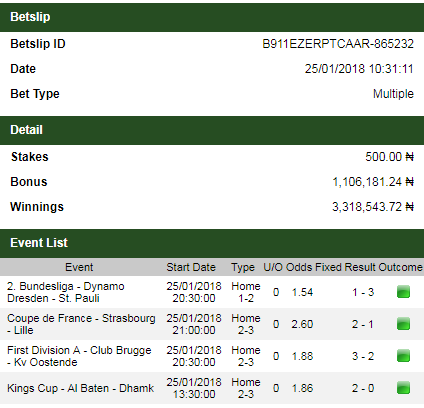 Betslip
Betslip ID B911EZERPTCAAR-865232
Date 25/01/2018 10:31:11
Bet Type Multiple
Detail
Stakes 500.00 ₦
Bonus 1,106,181.24 ₦
Winnings 3,318,543.72 ₦
Event List
Event Start Date Type U/O Odds Fixed Result Outcome
2. Bundesliga - Dynamo 25/01/2018 Home
Dresden - St. Pauli 20:30:00 1-2 0 1.54 1 - 3
Coupe de France - Strasbourg 25/01/2018 Home
- Lille 21:00:00 2-3 0 2.60 2 - 1
First Division A - Club Brugge 25/01/2018 Home
- Kv Oostende 20:30:00 2-3 0 1.88 3 - 2
Kings Cup - Al Baten - Dhamk 25/01/2018 Home
13:30:00 2-3 0 1.86 2 - 0